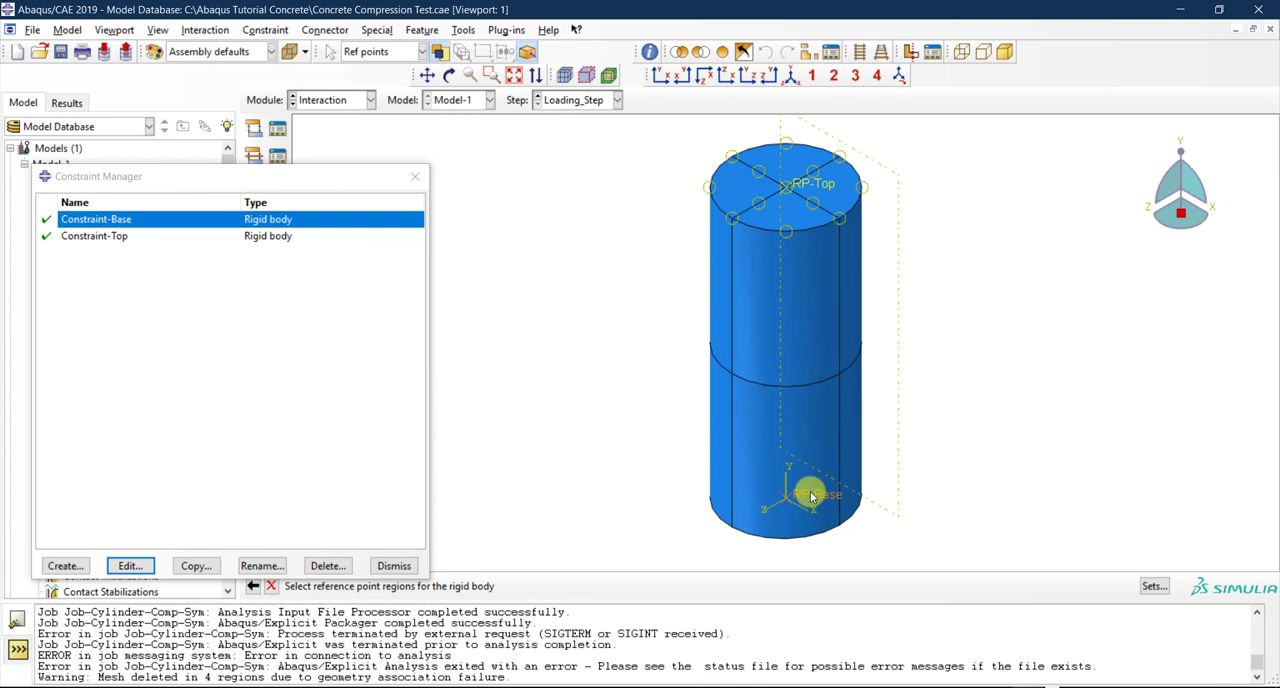 Abaqus/CAE 2019 - Model Database: C:\Abaqus Tutorial Concrete\Concrete Compression Test.cae [Viewport: 1]
File Model Viewport View Interaction Constraint Connector Special Feature Tools Plug-ins Help
Assembly defaults Ref points
1 2 3 4
Model Results Module: Interaction Model: Model-1 Step: Loading_Step
Model Database
Models (1)
Constraint Manager
Name Type
Constraint-Base Rigid body
Constraint-Top Rigid body
Create... Edit... Copy... Rename... Delete... Dismiss
RP-Top
Y
Z X
Y
RP-Base
Z X
Select reference point regions for the rigid body Sets...
Contact Stabilizations
SIMULIA
Job Job-Cylinder-Comp-Sym: Analysis Input File Processor completed successfully.
Job Job-Cylinder-Comp-Sym: Abaqus/Explicit Packager completed successfully.
Error in job Job-Cylinder-Comp-Sym: Process terminated by external request (SIGTERM or SIGINT received).
Job Job-Cylinder-Comp-Sym: Abaqus/Explicit was terminated prior to analysis completion.
ERROR in job messaging system: Error in connection to analysis
Error in job Job-Cylinder-Comp-Sym: Abaqus/Explicit Analysis exited with an error - Please see the status file for possible error messages if the file exists.
Warning: Mesh deleted in 4 regions due to geometry association failure.